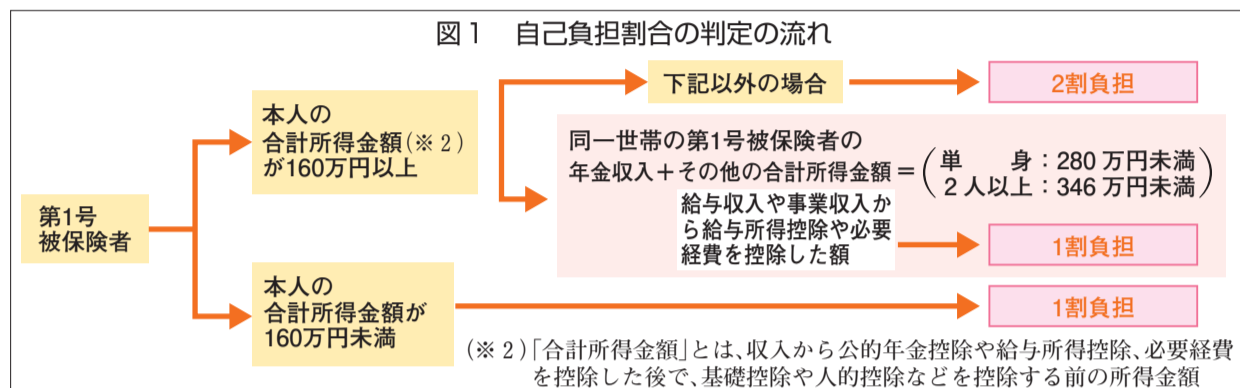 図1 自己負担割合の判定の流れ
第1号
被保険者
本人の
合計所得金額(※2)
が160万円以上
下記以外の場合
2割負担
同一世帯の第1号被保険者の
年金収入+その他の合計所得金額=(単 身:280万円未満
2人以上:346万円未満)
給与収入や事業収入か
ら給与所得控除や必要
経費を控除した額
1割負担
本人の
合計所得金額が
160万円未満
1割負担
(※2)「合計所得金額」とは、収入から公的年金控除や給与所得控除、必要経費
を控除した後で、基礎控除や人的控除などを控除する前の所得金額